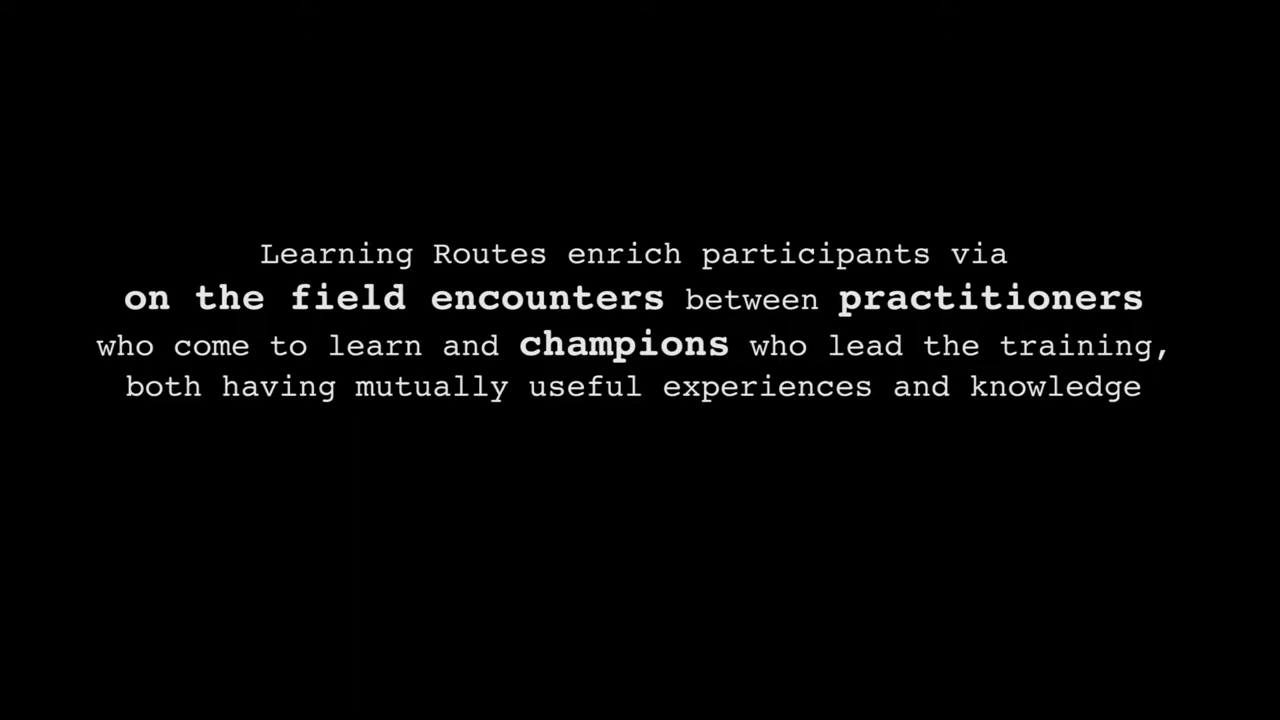 Learning Routes enrich participants via
on the field encounters between practitioners
who come to learn and champions who lead the training,
both having mutually useful experiences and knowledge